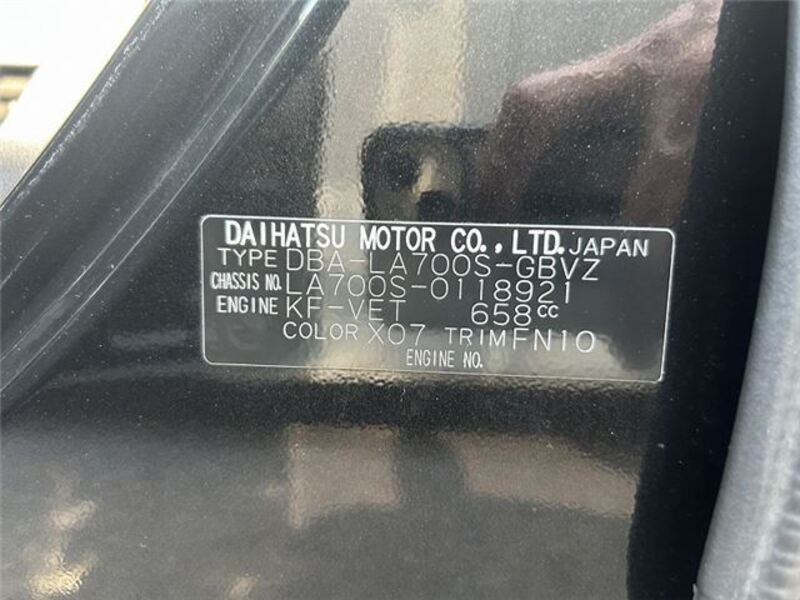 DAIHATSU MOTOR CO., LTD. JAPAN
TYPE DBA-LA700S-GBVZ
CHASSIS NO. LA700S-0118921
ENGINE KF-VET 658cc
COLOR X07 TRIM FN10
ENGINE NO.